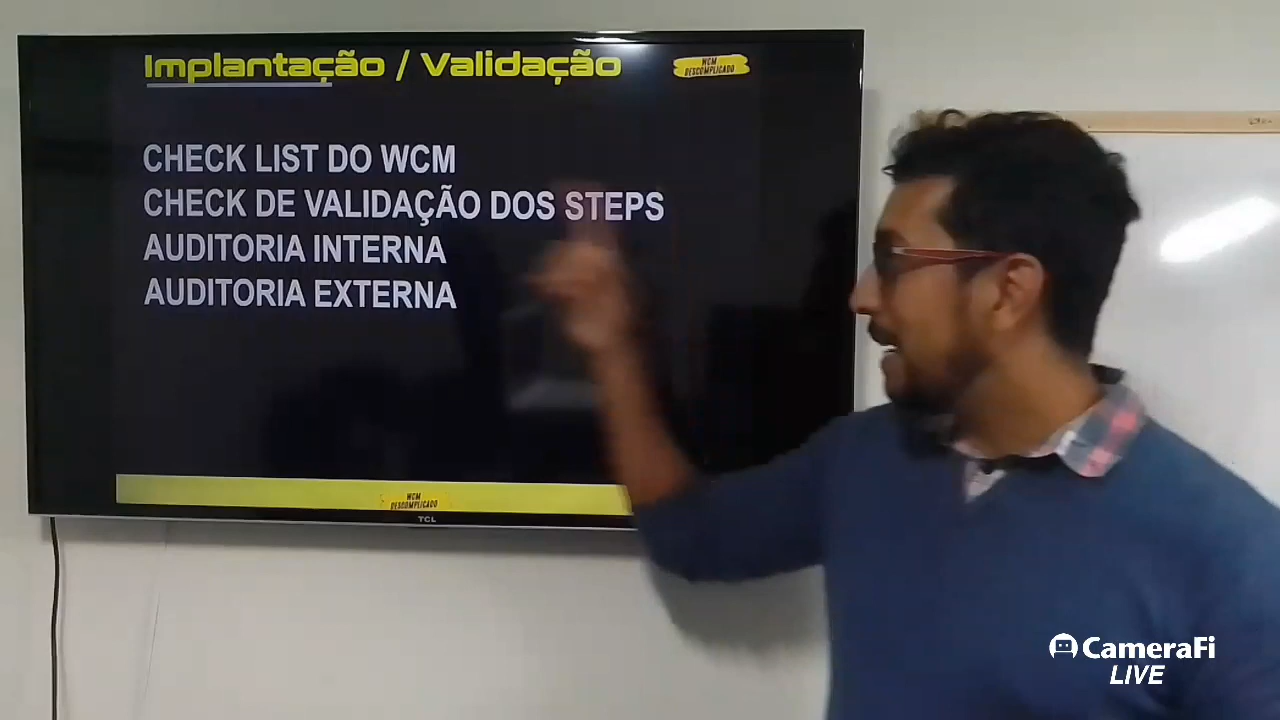 Implantação / Validação
WCM
DESCOMPLICADO
CHECK LIST DO WCM
CHECK DE VALIDAÇÃO DOS STEPS
AUDITORIA INTERNA
AUDITORIA EXTERNA
WCM
DESCOMPLICADO
TCL
CameraFi
LIVE